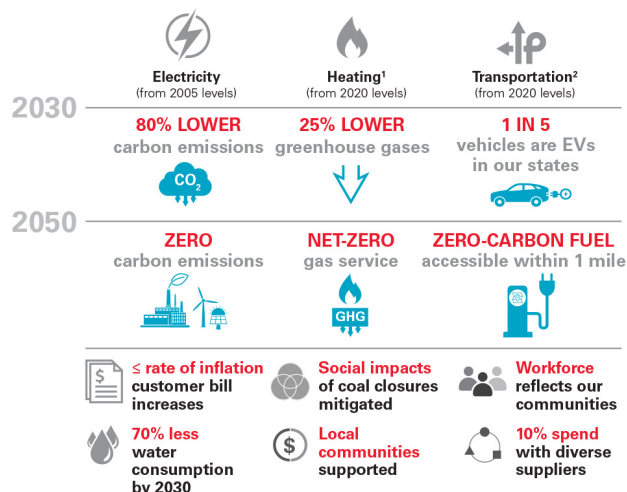 Electricity
(from 2005 levels)
Heating¹
(from 2020 levels)
Transportation²
(from 2020 levels)
2030
80% LOWER
carbon emissions
CO₂
25% LOWER
greenhouse gases
1 IN 5
vehicles are EVs
in our states
2050
ZERO
carbon emissions
NET-ZERO
gas service
GHG
ZERO-CARBON FUEL
accessible within 1 mile
$
≤ rate of inflation
customer bill
increases
Social impacts
of coal closures
mitigated
Workforce
reflects our
communities
70% less
water
consumption
by 2030
$
Local
communities
supported
10% spend
with diverse
suppliers